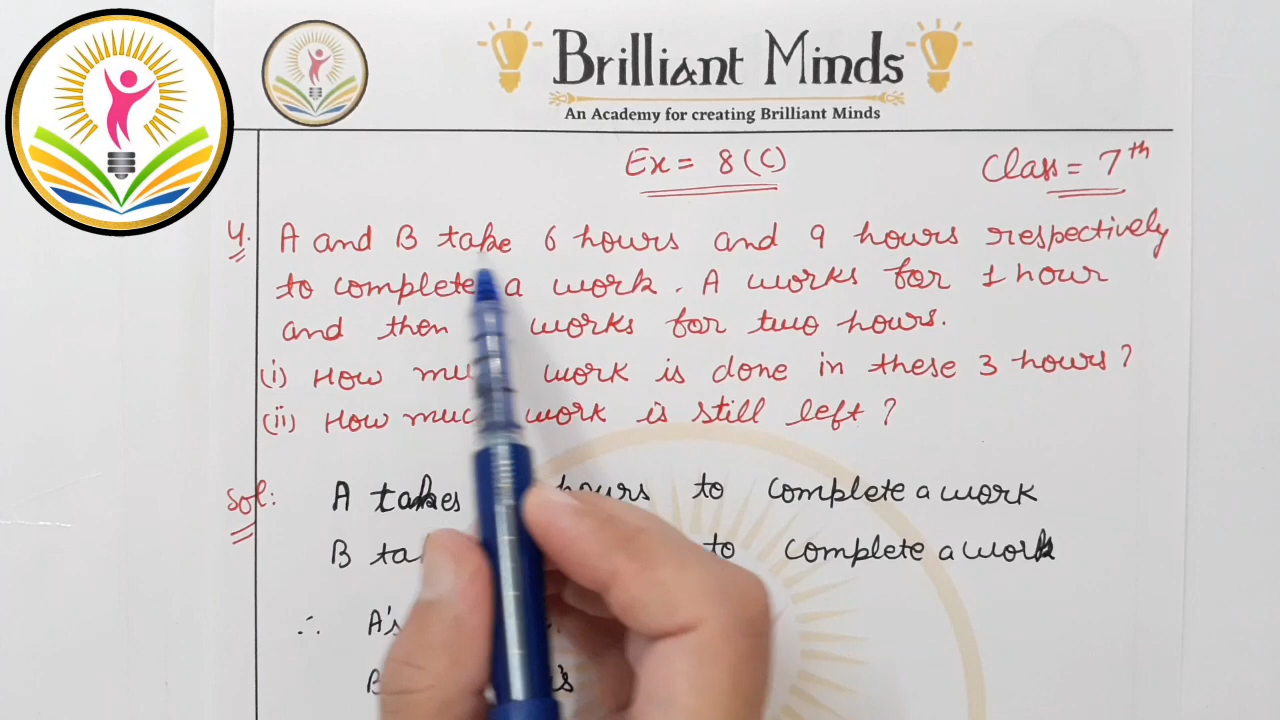 Brilliant Minds
An Academy for creating Brilliant Minds
Ex = 8(C)
Class = 7th
4. A and B take 6 hours and 9 hours respectively
to complete a work. A works for 1 hour
and then works for two hours.
(i) How work is done in these 3 hours?
(ii) How work is still left?
Sol: A takes hours to complete a work
B to complete a work
∴ A's
B